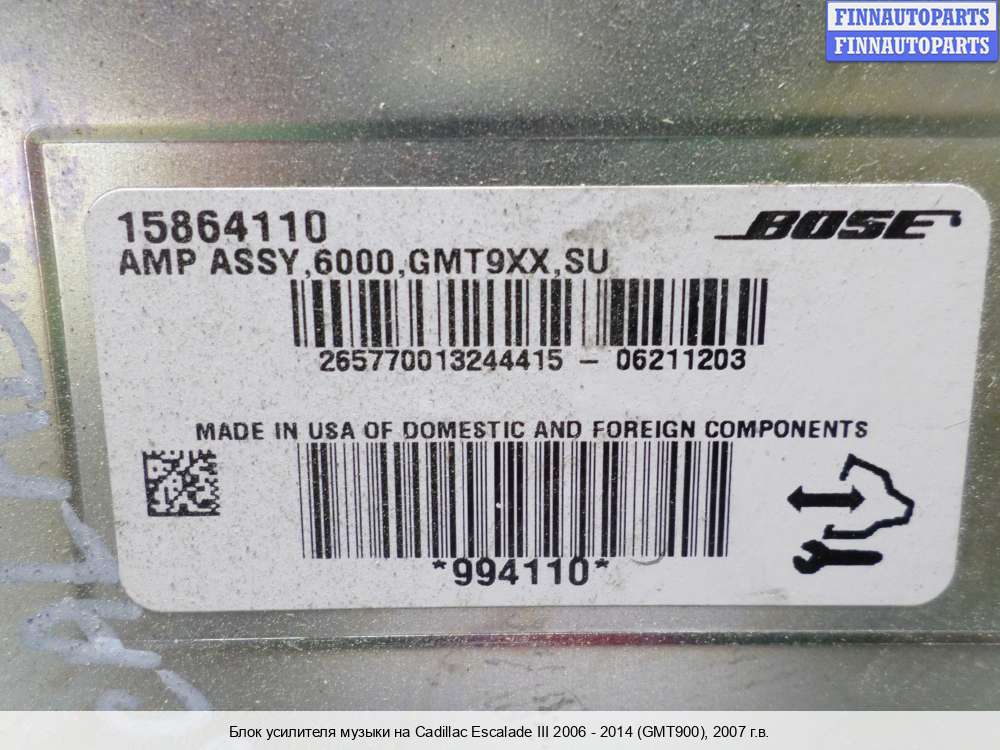 FINNAUTOPARTS
FINNAUTOPARTS
15864110
BOSE
AMP ASSY,6000,GMT9XX,SU
265770013244415 - 06211203
MADE IN USA OF DOMESTIC AND FOREIGN COMPONENTS
*994110*
Блок усилителя музыки на Cadillac Escalade III 2006 - 2014 (GMT900), 2007 г.в.